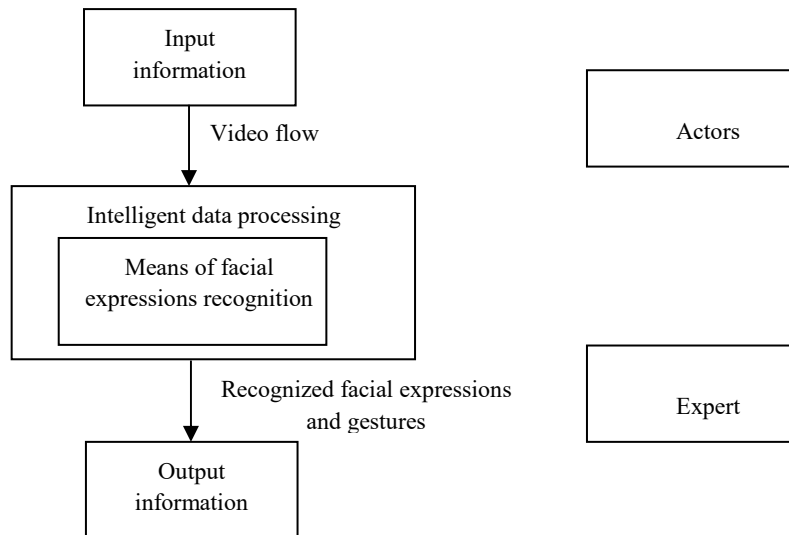 Input
information
Video flow
Actors
Intelligent data processing
Means of facial
expressions recognition
Recognized facial expressions
and gestures
Expert
Output
information